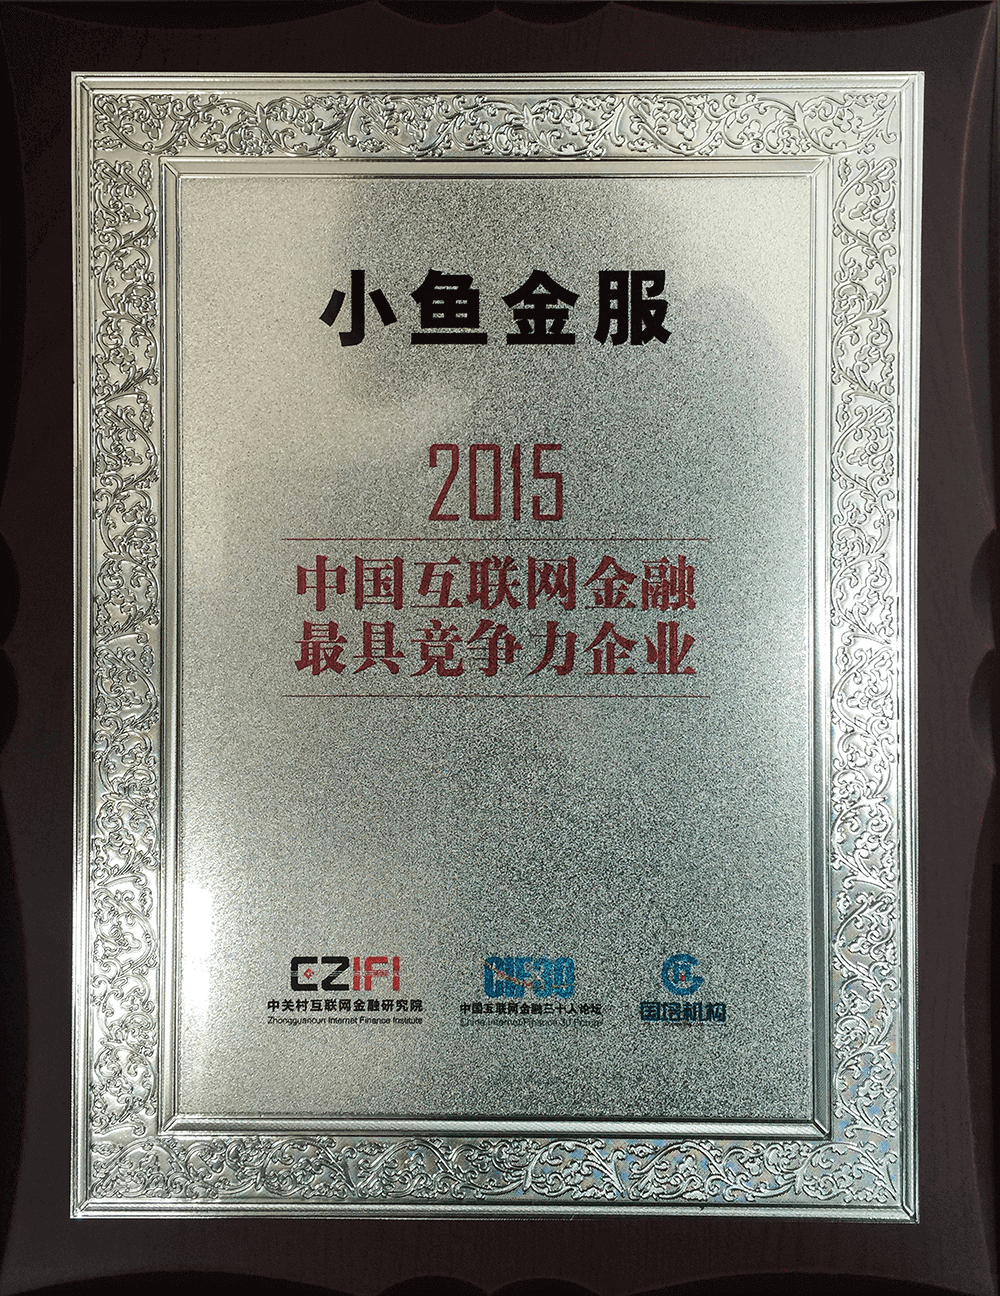 小鱼金服
2015
中国互联网金融
最具竞争力企业
CZIFI
中关村互联网金融研究院
Zhongguancun Internet Finance Institute
CIF30
中国互联网金融三十人论坛
China Internet Finance 30 Forum
国培机构